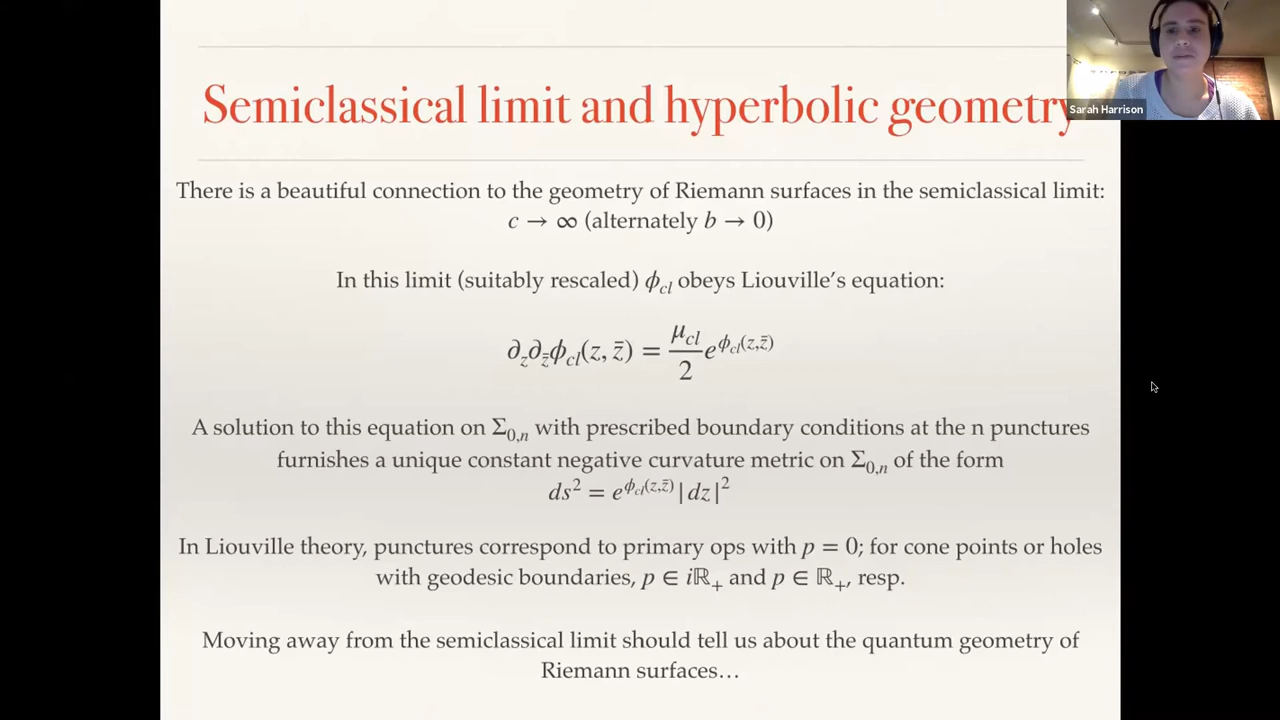 Semiclassical limit and hyperbolic geometry
Sarah Harrison
There is a beautiful connection to the geometry of Riemann surfaces in the semiclassical limit:
c → ∞ (alternately b → 0)
In this limit (suitably rescaled) ϕ_cl obeys Liouville’s equation:
∂_z∂_z̄ϕ_cl(z, z̄) = μ_cl/2 e^{ϕ_cl(z,z̄)}
A solution to this equation on Σ_{0,n} with prescribed boundary conditions at the n punctures
furnishes a unique constant negative curvature metric on Σ_{0,n} of the form
ds² = e^{ϕ_cl(z,z̄)}|dz|²
In Liouville theory, punctures correspond to primary ops with p = 0; for cone points or holes
with geodesic boundaries, p ∈ iℝ₊ and p ∈ ℝ₊, resp.
Moving away from the semiclassical limit should tell us about the quantum geometry of
Riemann surfaces…